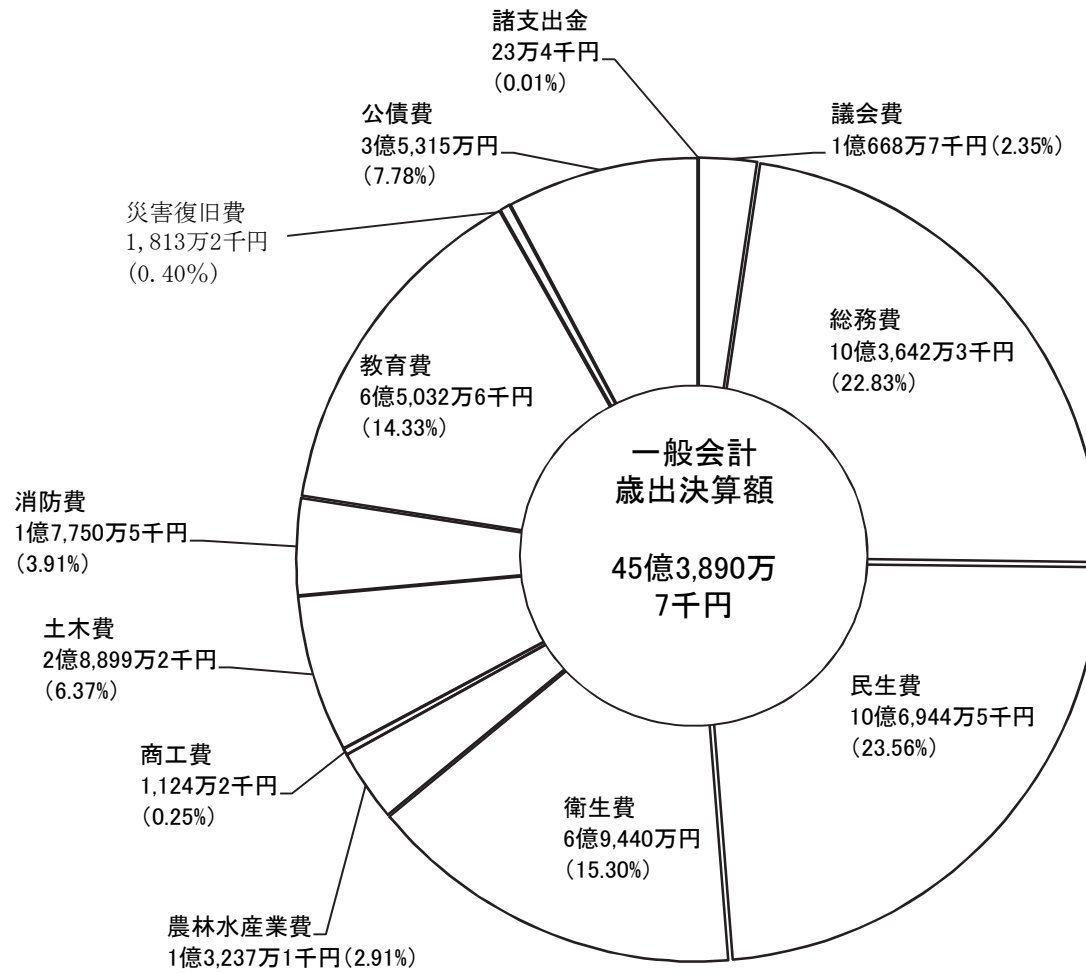 諸支出金
23万4千円
(0.01%)
議会費
1億668万7千円(2.35%)
総務費
10億3,642万3千円
(22.83%)
民生費
10億6,944万5千円
(23.56%)
衛生費
6億9,440万円
(15.30%)
農林水産業費
1億3,237万1千円(2.91%)
商工費
1,124万2千円
(0.25%)
土木費
2億8,899万2千円
(6.37%)
消防費
1億7,750万5千円
(3.91%)
教育費
6億5,032万6千円
(14.33%)
災害復旧費
1,813万2千円
(0.40%)
公債費
3億5,315万円
(7.78%)
一般会計
歳出決算額
45億3,890万
7千円